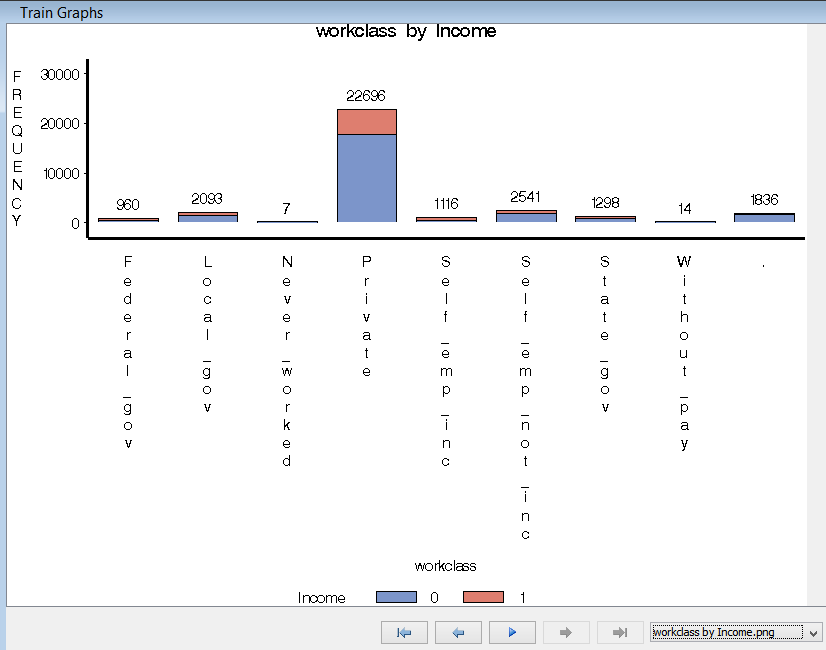 Train Graphs
workclass by Income
FREQUENCY
30000
20000
10000
0
960
2093
7
22696
1116
2541
1298
14
1836
Federal_gov
Local_gov
Never_worked
Private
Self_emp_inc
Self_emp_not_inc
State_gov
Without_pay
.
workclass
Income 0 1
workclass by Income.png